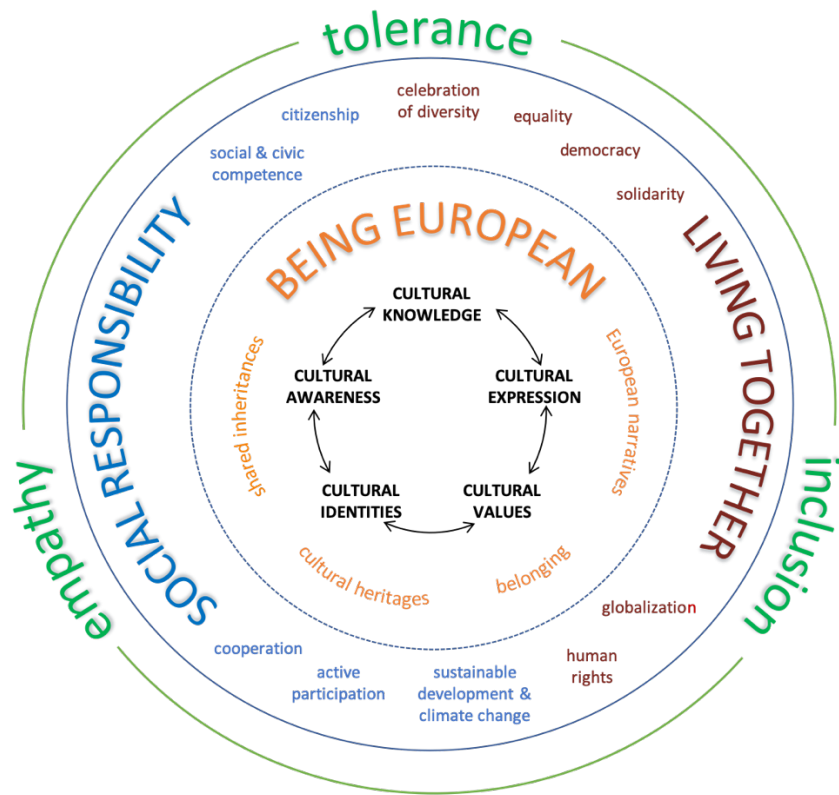 tolerance
celebration
of diversity
citizenship
equality
social & civic
competence
democracy
solidarity
SOCIAL RESPONSIBILITY
BEING EUROPEAN
LIVING TOGETHER
CULTURAL
KNOWLEDGE
shared inheritances
CULTURAL
AWARENESS
CULTURAL
EXPRESSION
European narratives
CULTURAL
IDENTITIES
CULTURAL
VALUES
empathy
inclusion
cultural heritages
belonging
globalization
cooperation
human
rights
active
participation
sustainable
development &
climate change